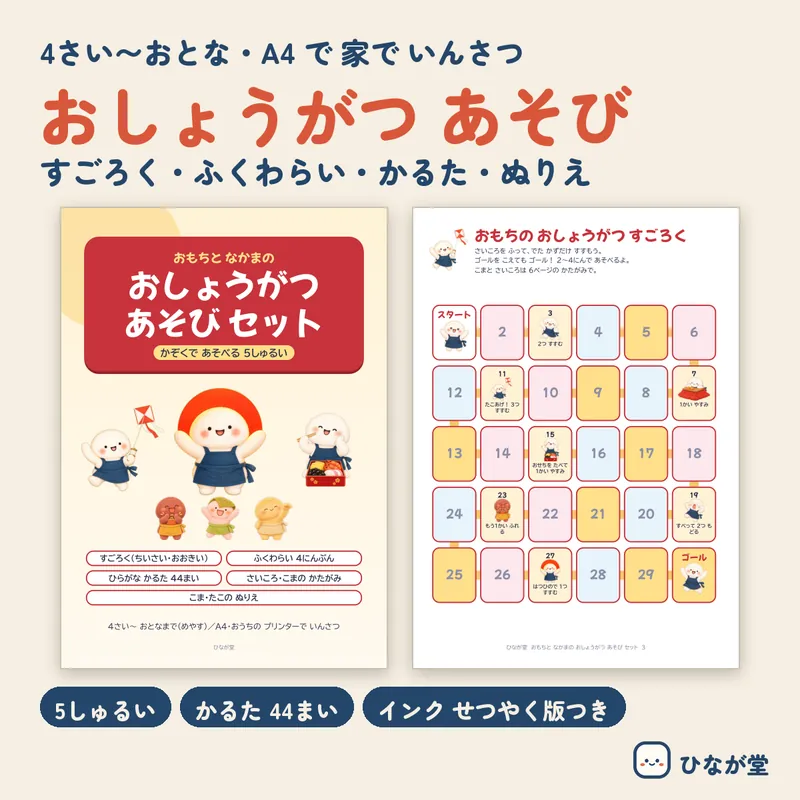 4さい〜おとな・A4 で 家で いんさつ
おしょうがつ あそび
すごろく・ふくわらい・かるた・ぬりえ
おもちと なかまの
おしょうがつ
あそび セット
かぞくで あそべる 5しゅるい
すごろく(ちいさい・おおきい)
ふくわらい 4にんぶん
ひらがな かるた 44まい
さいころ・こまの かたがみ
こま・たこの ぬりえ
4さい〜 おとなまで(めやす)/A4・おうちの プリンターで いんさつ
ひなが堂
おもちの おしょうがつ すごろく
さいころを ふって、でた かずだけ すすもう。
ゴールを こえても ゴール! 2〜4にんで あそべるよ。
こまと さいころは 6ページの かたがみで。
スタート
2
3
2つ すすむ
4
5
6
12
11
たこあげ! 3つ
すすむ
10
9
8
7
1かい やすみ
13
14
15
おせちを たべて
1かい やすみ
16
17
18
24
23
もう1かい ふれ
る
22
21
20
19
すべって 2つ も
どる
25
26
27
はつひので 1つ
すすむ
28
29
ゴール
ひなが堂 おもちと なかまの おしょうがつ あそび セット 3
5しゅるい
かるた 44まい
インク せつやく版つき
ひなが堂